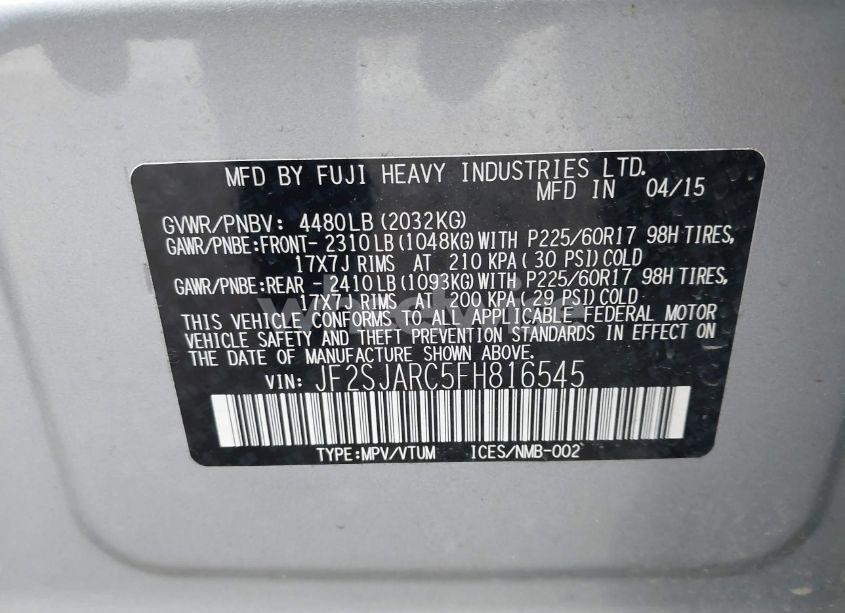 MFD BY FUJI HEAVY INDUSTRIES LTD.
MFD IN 04/15
GVWR/PNBV: 4480LB (2032KG)
GAWR/PNBE:FRONT- 2310LB (1048KG) WITH P225/60R17 98H TIRES,
17X7J RIMS AT 210 KPA ( 30 PSI) COLD
GAWR/PNBE:REAR - 2410LB (1093KG) WITH P225/60R17 98H TIRES,
17X7J RIMS AT 200 KPA (29 PSI) COLD
THIS VEHICLE CONFORMS TO ALL APPLICABLE FEDERAL MOTOR
VEHICLE SAFETY AND THEFT PREVENTION STANDARDS IN EFFECT ON
THE DATE OF MANUFACTURE SHOWN ABOVE.
VIN: JF2SJARC5FH816545
TYPE:MPV/VTUM ICES/NMB-002